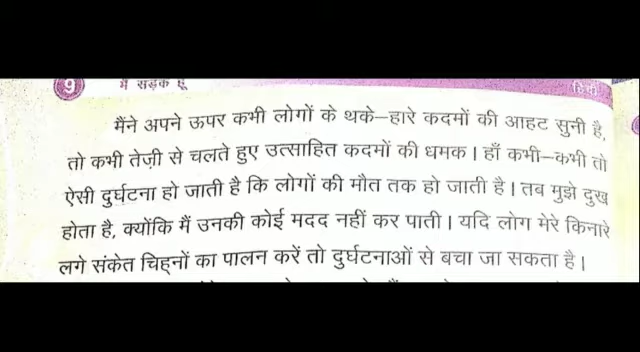 9 मैं सड़क हूँ हिन्दी
मैंने अपने ऊपर कभी लोगों के थके–हारे कदमों की आहट सुनी है,
तो कभी तेज़ी से चलते हुए उत्साहित कदमों की धमक। हाँ कभी–कभी तो
ऐसी दुर्घटना हो जाती है कि लोगों की मौत तक हो जाती है। तब मुझे दुख
होता है, क्योंकि मैं उनकी कोई मदद नहीं कर पाती। यदि लोग मेरे किनारे
लगे संकेत चिह्नों का पालन करें तो दुर्घटनाओं से बचा जा सकता है।